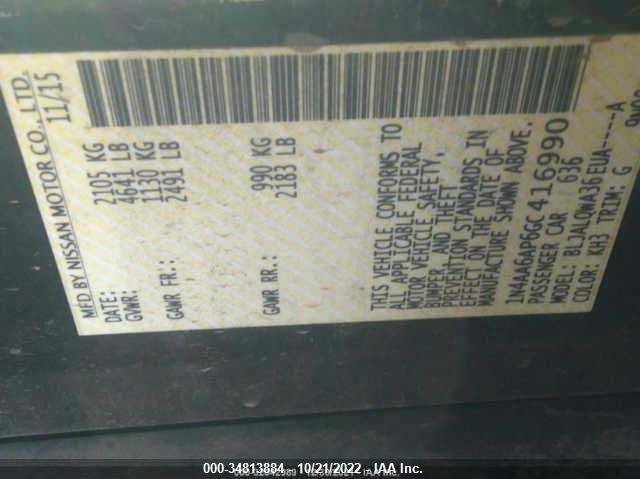 MFD BY NISSAN MOTOR CO., LTD.
DATE: 11/15
GVWR: 2105 KG
4641 LB
GAWR FR.: 1130 KG
2491 LB
GAWR RR.: 990 KG
2183 LB
THIS VEHICLE CONFORMS TO
ALL APPLICABLE FEDERAL
MOTOR VEHICLE SAFETY,
BUMPER, AND THEFT
PREVENTION STANDARDS IN
EFFECT ON THE DATE OF
MANUFACTURE SHOWN ABOVE.
1N4AA6AP6GC416990
PASSENGER CAR 636
MODEL: BLJALOWA36EUA-----A
COLOR: KH3 TRIM: G
000-34813884 - 10/21/2022 - IAA Inc.